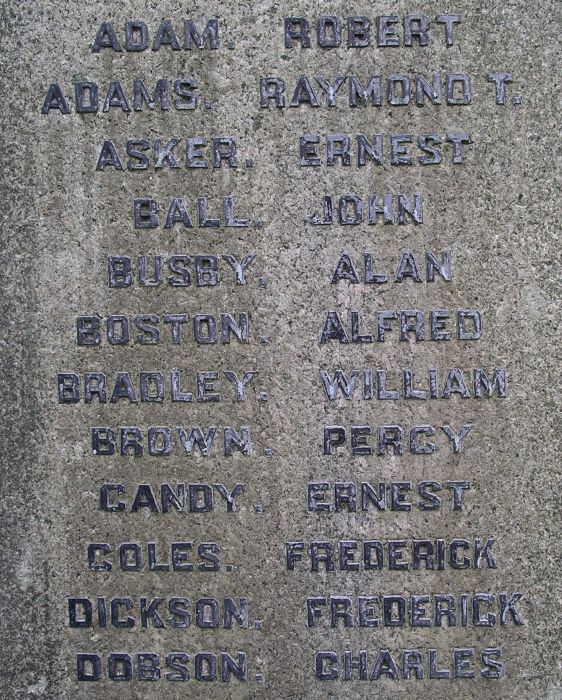 ADAM. ROBERT
ADAMS. RAYMOND T.
ASKER. ERNEST
BALL. JOHN
BUSBY. ALAN
BOSTON. ALFRED
BRADLEY. WILLIAM
BROWN. PERCY
CANDY. ERNEST
COLES. FREDERICK
DICKSON. FREDERICK
DOBSON. CHARLES